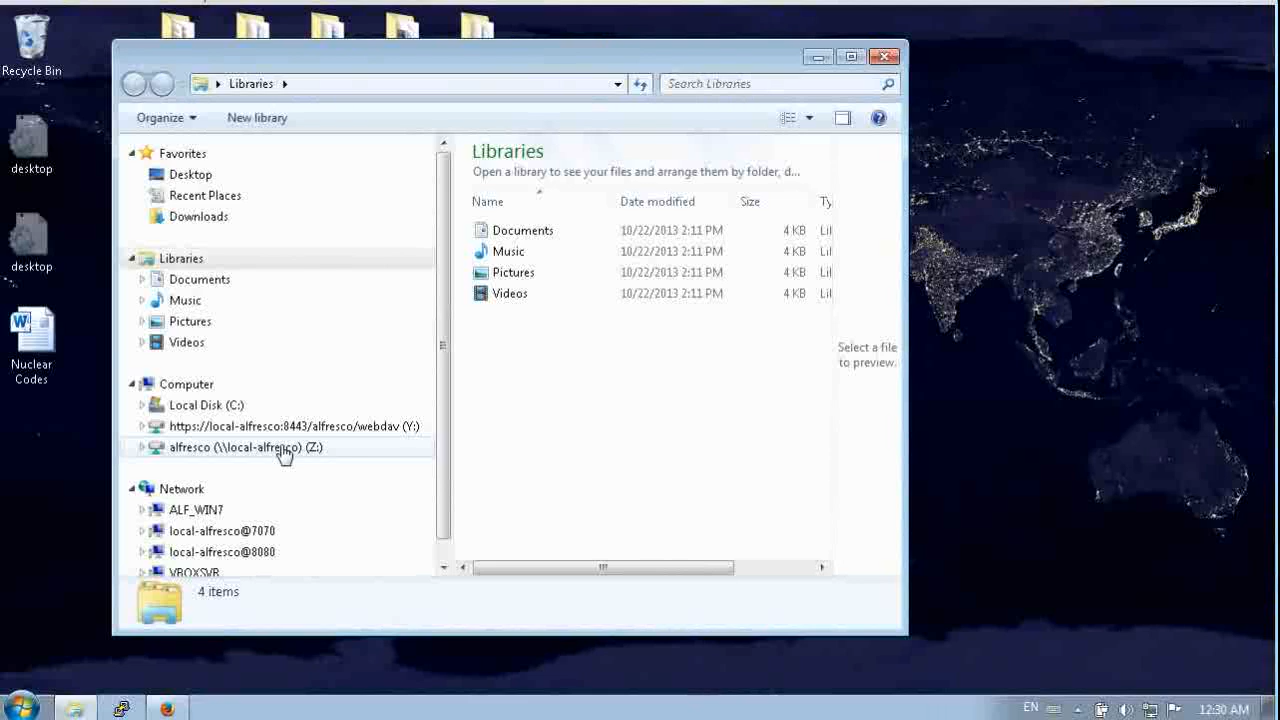 Recycle Bin
desktop
desktop
Nuclear
Codes
Libraries
Search Libraries
Organize
New library
Favorites
Desktop
Recent Places
Downloads
Libraries
Documents
Music
Pictures
Videos
Computer
Local Disk (C:)
https://local-alfresco:8443/alfresco/webdav (Y:)
alfresco (\\local-alfresco) (Z:)
Network
ALF_WIN7
local-alfresco@7070
local-alfresco@8080
VBOXSVR
Libraries
Open a library to see your files and arrange them by folder, d...
Name Date modified Size Ty
Documents 10/22/2013 2:11 PM 4 KB Lil
Music 10/22/2013 2:11 PM 4 KB Lil
Pictures 10/22/2013 2:11 PM 4 KB Lil
Videos 10/22/2013 2:11 PM 4 KB Lil
Select a file
to preview.
4 items
EN 12:30 AM